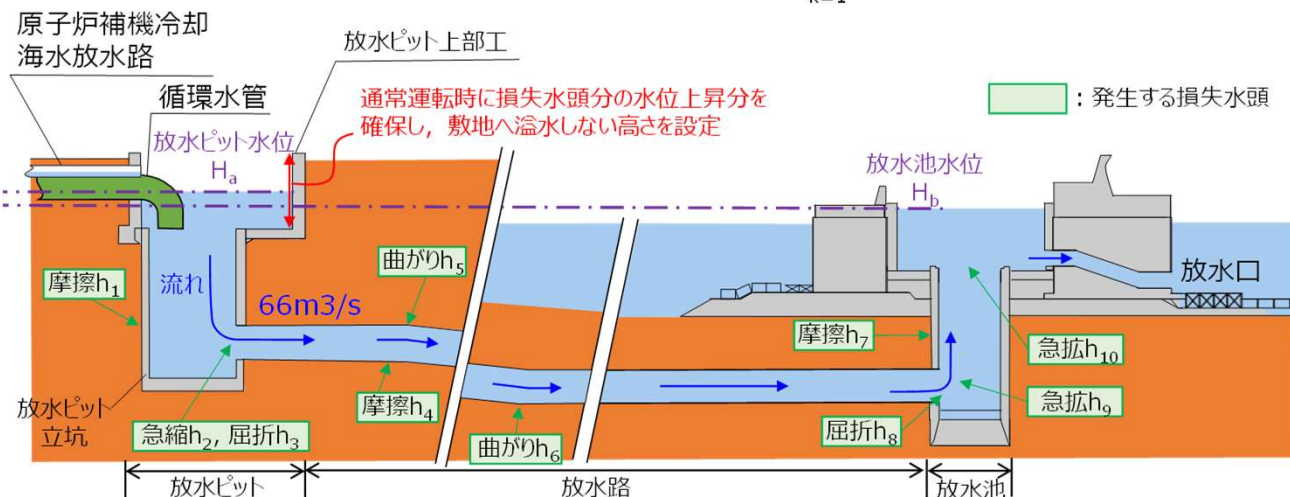 k=1
原子炉補機冷却
海水放水路
放水ピット上部工
循環水管
通常運転時に損失水頭分の水位上昇分を
確保し，敷地へ溢水しない高さを設定
：発生する損失水頭
放水ピット水位
Ha
放水池水位
Hb
摩擦h1
流れ
66m3/s
曲がりh5
放水口
摩擦h7
急拡h10
放水ピット
立坑
急縮h2，屈折h3
摩擦h4
曲がりh6
屈折h8
急拡h9
放水ピット
放水路
放水池